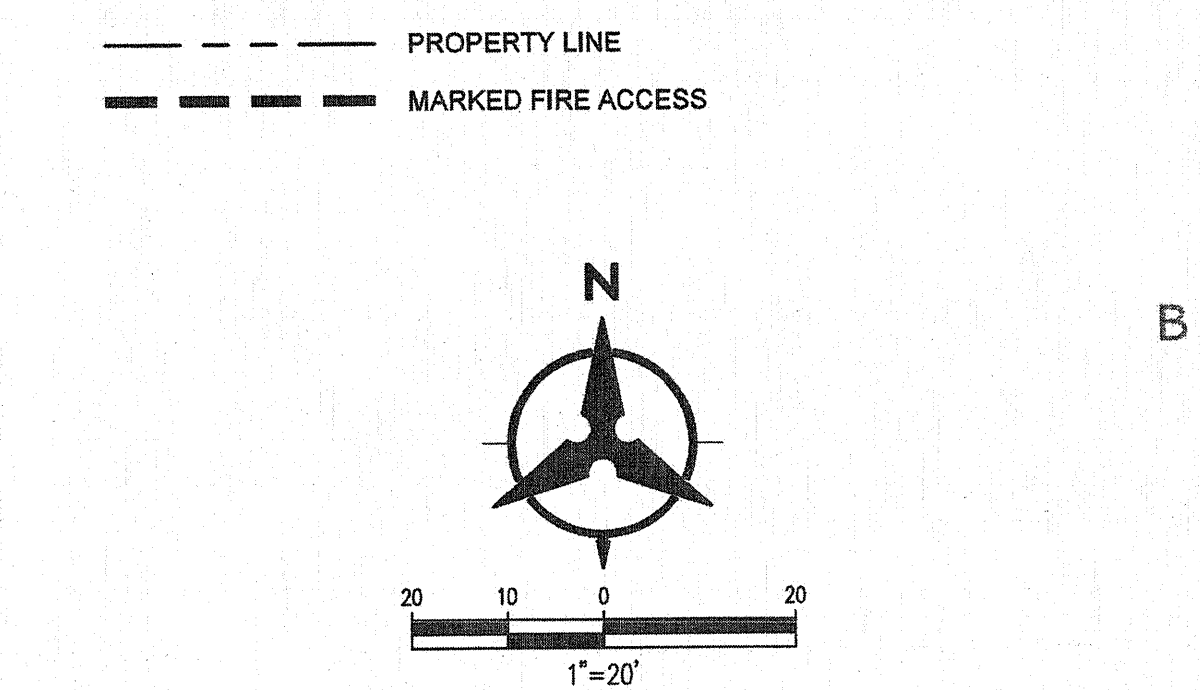 PROPERTY LINE
MARKED FIRE ACCESS
N
B
20 10 0 20
1"=20'